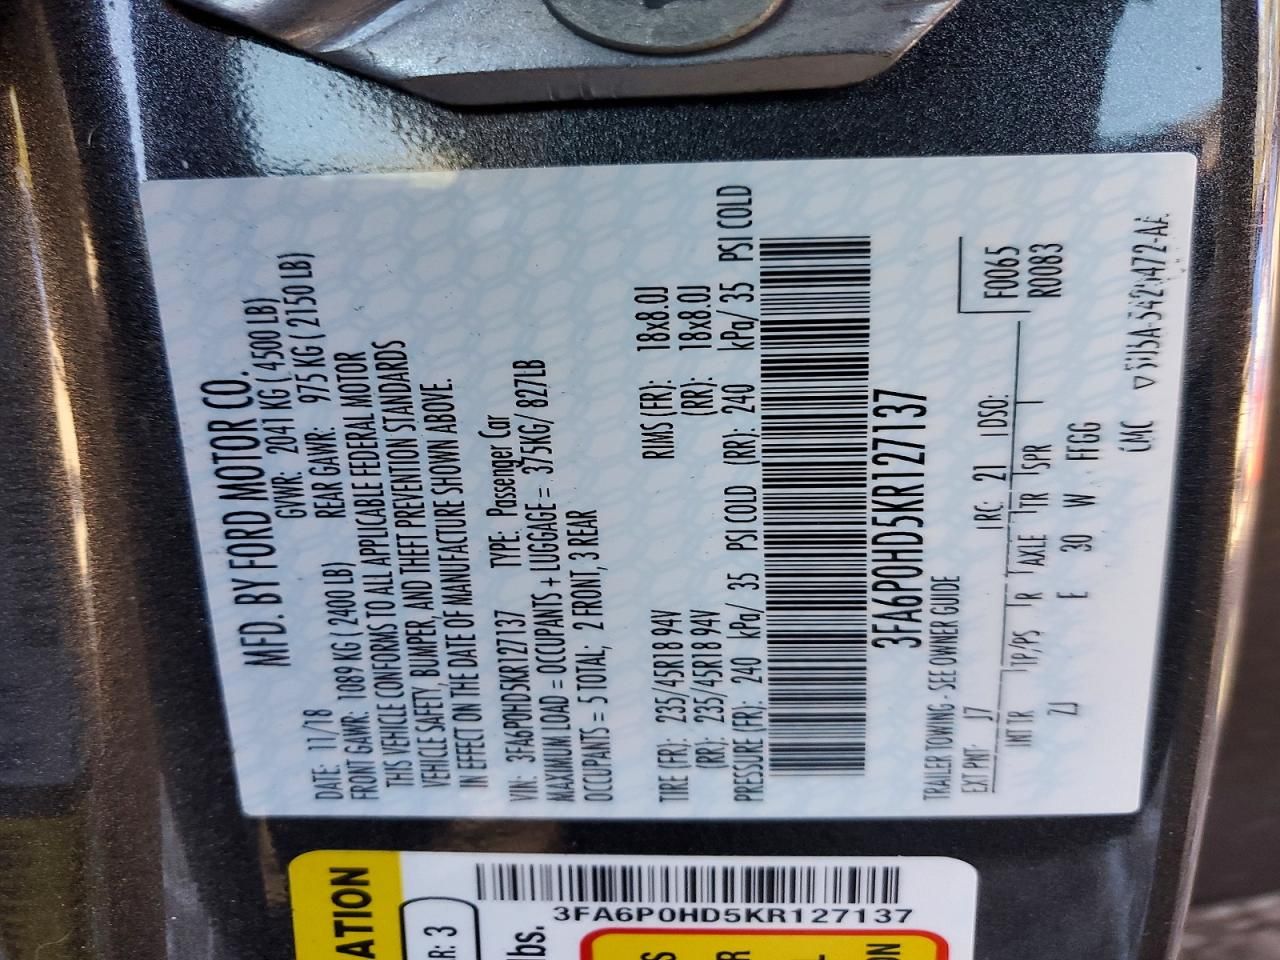 MFD. BY FORD MOTOR CO.
DATE: 11/18 GVWR: 2041 KG ( 4500 LB)
FRONT GAWR: 1089 KG ( 2400 LB) REAR GAWR: 975 KG ( 2150 LB)
THIS VEHICLE CONFORMS TO ALL APPLICABLE FEDERAL MOTOR
VEHICLE SAFETY, BUMPER, AND THEFT PREVENTION STANDARDS
IN EFFECT ON THE DATE OF MANUFACTURE SHOWN ABOVE.
VIN: 3FA6P0HD5KR127137 TYPE: Passenger Car
MAXIMUM LOAD = OCCUPANTS + LUGGAGE = 375KG/ 827LB
OCCUPANTS = 5 TOTAL; 2 FRONT, 3 REAR
TIRE (FR): 235/45R18 94V RMS (FR): 18x8.0J
(RR): 235/45R18 94V (RR): 18x8.0J
PRESSURE (FR): 240 kPa/ 35 PSI COLD (RR): 240 kPa/ 35 PSI COLD
3FA6P0HD5KR127137
TRAILER TOWING - SEE OWNER GUIDE
EXT PNT: J7 RC: 21 DSO: F0065
R0083
INT TR TP/PS R AXLE TR SPR
ZJ E 30 W FFGG
ATION
R: 3
3FA6P0HD5KR127137
lbs.